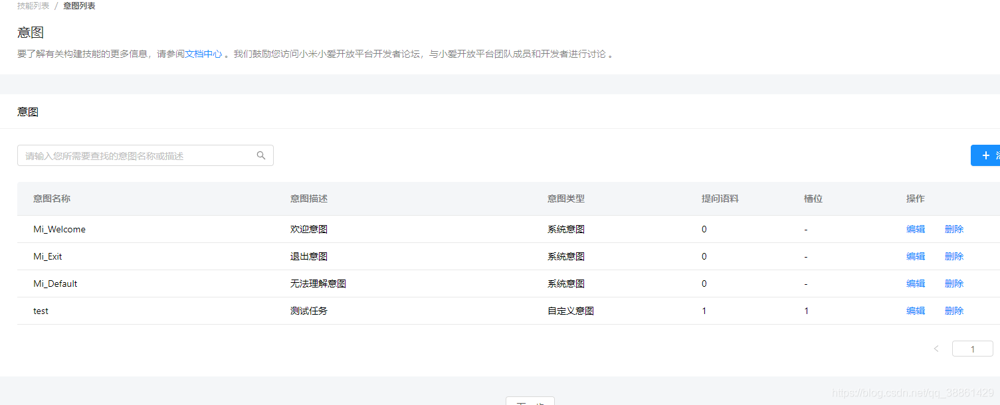 技能列表 / 意图列表
意图
要了解有关构建技能的更多信息，请参阅文档中心 。我们鼓励您访问小米小爱开放平台开发者论坛，与小爱开放平台团队成员和开发者进行讨论 。
意图
请输入您所需要查找的意图名称或描述
+
意图名称 意图描述 意图类型 提问语料 槽位 操作
Mi_Welcome 欢迎意图 系统意图 0 - 编辑 删除
Mi_Exit 退出意图 系统意图 0 - 编辑 删除
Mi_Default 无法理解意图 系统意图 0 - 编辑 删除
test 测试任务 自定义意图 1 1 编辑 删除
< 1
https://blog.csdn.net/qq_38861429